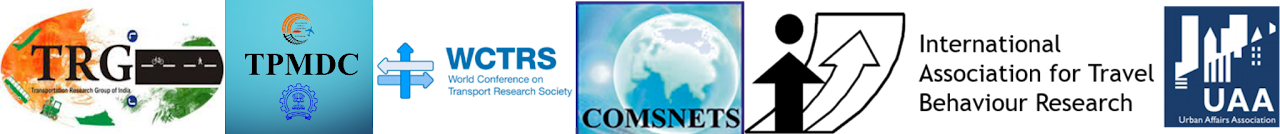 TRG
Transportation Research Group of India
TPMDC
WCTRS
World Conference on
Transport Research Society
COMSNETS
International
Association for Travel
Behaviour Research
UAA
Urban Affairs Association